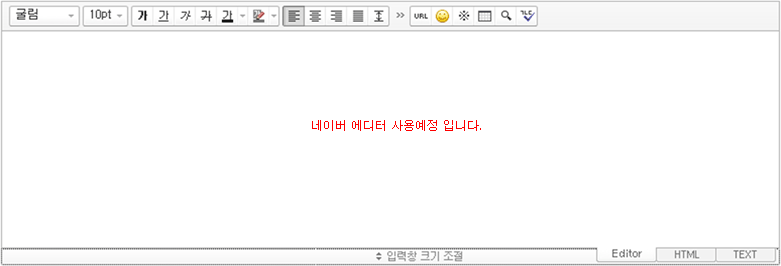 굴림 10pt 가 가 가 가 가 URL
네이버 에디터 사용예정 입니다.
입력창 크기 조절 Editor HTML TEXT